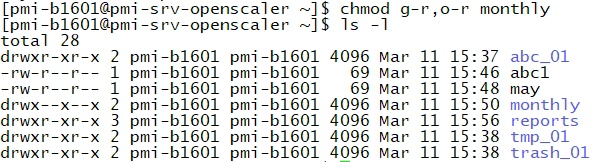 [pmi-b1601@pmi-srv-openscaler ~]$ chmod g-r,o-r monthly
[pmi-b1601@pmi-srv-openscaler ~]$ ls -l
total 28
drwxr-xr-x 2 pmi-b1601 pmi-b1601 4096 Mar 11 15:37 abc_01
-rw-r--r-- 1 pmi-b1601 pmi-b1601   69 Mar 11 15:46 abc1
-rw-r--r-- 1 pmi-b1601 pmi-b1601   69 Mar 11 15:48 may
drwx--x--x 2 pmi-b1601 pmi-b1601 4096 Mar 11 15:50 monthly
drwxr-xr-x 3 pmi-b1601 pmi-b1601 4096 Mar 11 15:56 reports
drwxr-xr-x 2 pmi-b1601 pmi-b1601 4096 Mar 11 15:38 tmp_01
drwxr-xr-x 2 pmi-b1601 pmi-b1601 4096 Mar 11 15:38 trash_01